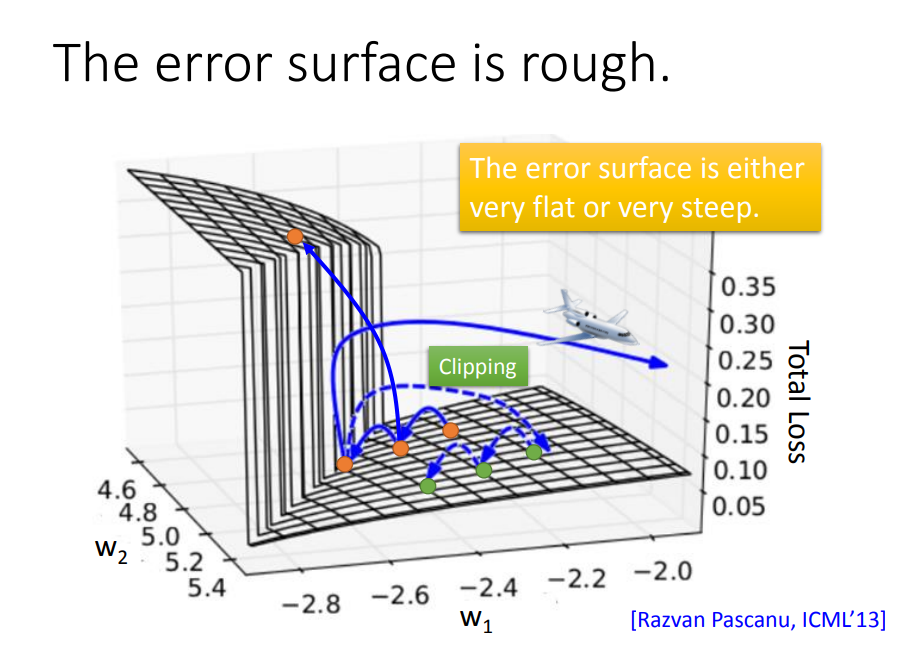 The error surface is rough.
The error surface is either
very flat or very steep.
Clipping
0.35
0.30
0.25
0.20
0.15
0.10
0.05
Total Loss
4.6
4.8
5.0
5.2
5.4
w2
−2.8
−2.6
−2.4
−2.2
−2.0
w1
[Razvan Pascanu, ICML’13]